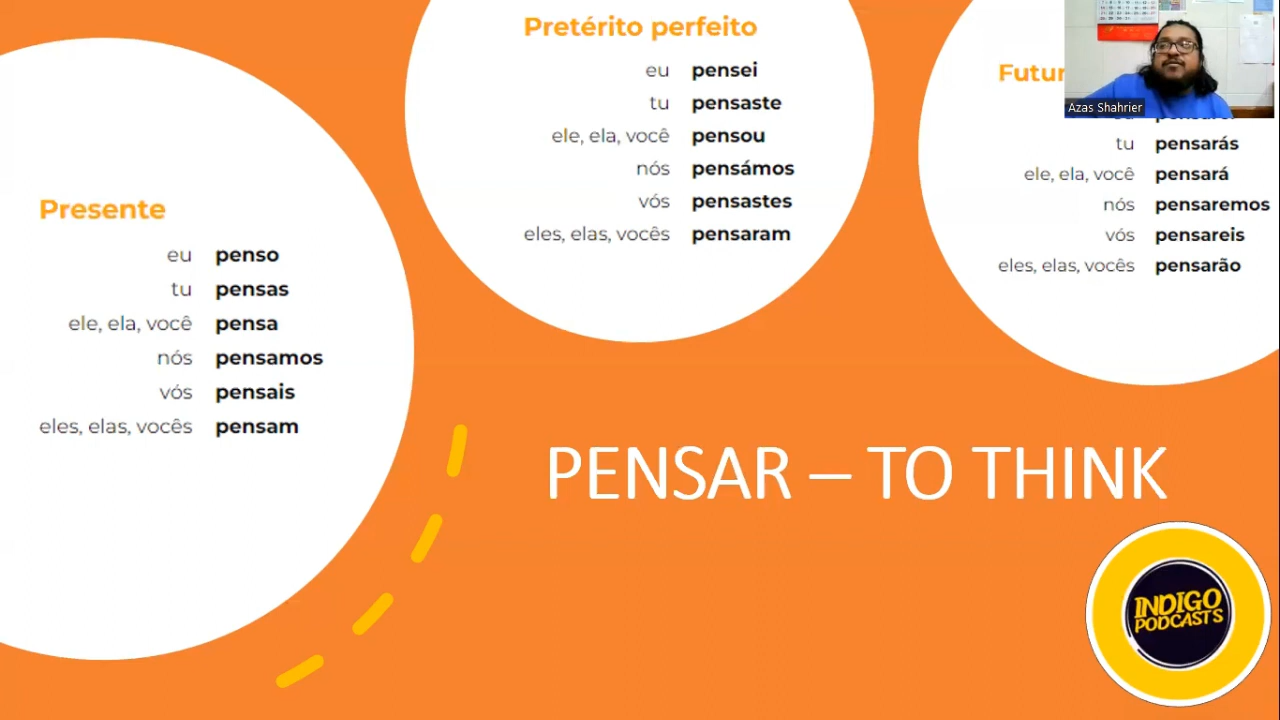 Presente
eu penso
tu pensas
ele, ela, você pensa
nós pensamos
vós pensais
eles, elas, vocês pensam
Pretérito perfeito
eu pensei
tu pensaste
ele, ela, você pensou
nós pensámos
vós pensastes
eles, elas, vocês pensaram
tu pensarás
ele, ela, você pensará
nós pensaremos
vós pensareis
eles, elas, vocês pensarão
Azas Shahrier
PENSAR – TO THINK
INDIGO
PODCASTS